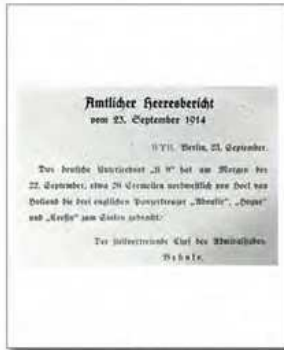 Amtlicher Heeresbericht
vom 23. September 1914
WTB. Berlin, 23. September.
Das deutsche Unterseeboot „U 9“ hat am Morgen des
22. September, etwa 20 Seemeilen nordwestlich von Hoek van
Holland die drei englischen Panzerkreuzer „Aboukir“, „Hogue“
und „Cressy“ zum Sinken gebracht.
Der stellvertretende Chef des Admiralstabes.
Behncke.